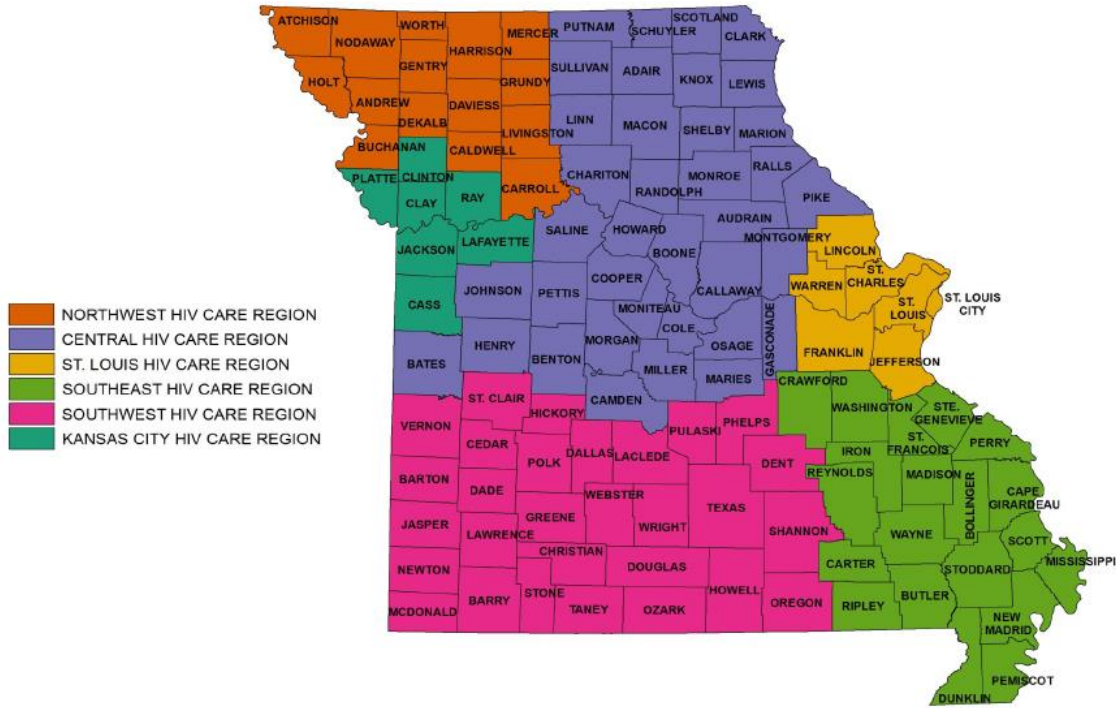 ATCHISON
NODAWAY
WORTH
HARRISON
MERCER
PUTNAM
SCHUYLER
SCOTLAND
CLARK
HOLT
GENTRY
GRUNDY
SULLIVAN
ADAIR
KNOX
LEWIS
ANDREW
DEKALB
DAVIESS
LIVINGSTON
LINN
MACON
SHELBY
MARION
BUCHANAN
CALDWELL
PLATTE
CLINTON
CLAY
RAY
CARROLL
CHARITON
RANDOLPH
MONROE
RALLS
PIKE
AUDRAIN
JACKSON
LAFAYETTE
SALINE
HOWARD
BOONE
MONTGOMERY
LINCOLN
CASS
JOHNSON
PETTIS
COOPER
MONITEAU
CALLAWAY
WARREN
ST.
CHARLES
ST.
LOUIS
ST. LOUIS
CITY
NORTHWEST HIV CARE REGION
CENTRAL HIV CARE REGION
ST. LOUIS HIV CARE REGION
SOUTHEAST HIV CARE REGION
SOUTHWEST HIV CARE REGION
KANSAS CITY HIV CARE REGION
BATES
HENRY
BENTON
MORGAN
COLE
MILLER
OSAGE
MARIES
GASCONADE
FRANKLIN
JEFFERSON
ST. CLAIR
HICKORY
CAMDEN
CRAWFORD
WASHINGTON
STE.
GENEVIEVE
VERNON
CEDAR
POLK
DALLAS
LACLEDE
PULASKI
PHELPS
DENT
IRON
ST.
FRANCOIS
PERRY
BARTON
DADE
WEBSTER
TEXAS
REYNOLDS
MADISON
BOLLINGER
CAPE
GIRARDEAU
JASPER
LAWRENCE
GREENE
WRIGHT
SHANNON
WAYNE
SCOTT
NEWTON
CHRISTIAN
DOUGLAS
CARTER
STODDARD
MISSISSIPPI
MCDONALD
BARRY
STONE
TANEY
OZARK
HOWELL
OREGON
RIPLEY
BUTLER
NEW
MADRID
PEMISCOT
DUNKLIN